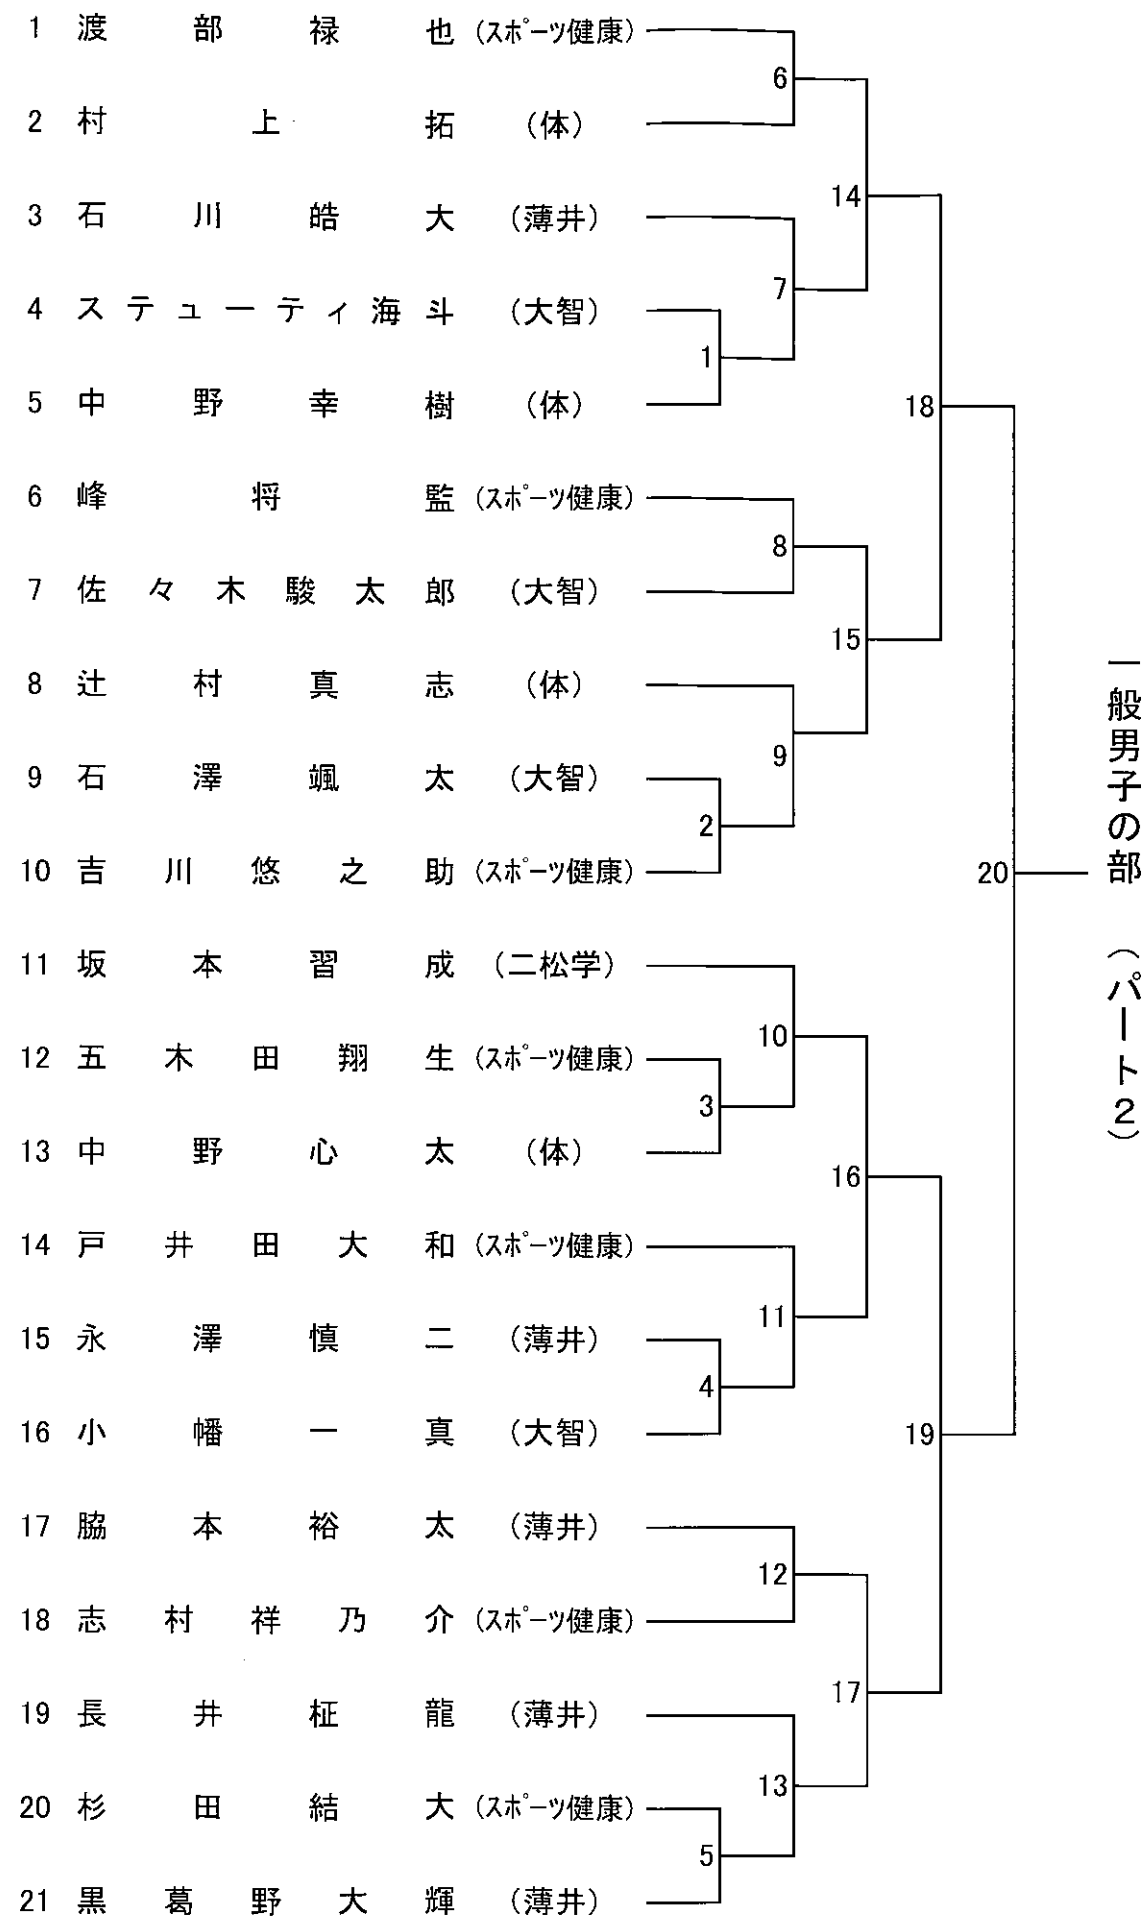 1 渡部禄也 (スポーツ健康)
6
2 村上拓 (体)
14
3 石川皓大 (薄井)
7
4 ステューティ海斗 (大智)
1
5 中野幸樹 (体)
18
6 峰将監 (スポーツ健康)
8
7 佐々木駿太郎 (大智)
15
8 辻村真志 (体)
9
9 石澤颯太 (大智)
2
10 吉川悠之助 (スポーツ健康)
20
一般男子の部 (パート2)
11 坂本習成 (二松学)
10
12 五木田翔生 (スポーツ健康)
3
13 中野心太 (体)
16
14 戸井田大和 (スポーツ健康)
11
15 永澤慎二 (薄井)
4
16 小幡一真 (大智)
19
17 脇本裕太 (薄井)
12
18 志村祥乃介 (スポーツ健康)
17
19 長井柾龍 (薄井)
13
20 杉田結大 (スポーツ健康)
5
21 黒葛野大輝 (薄井)